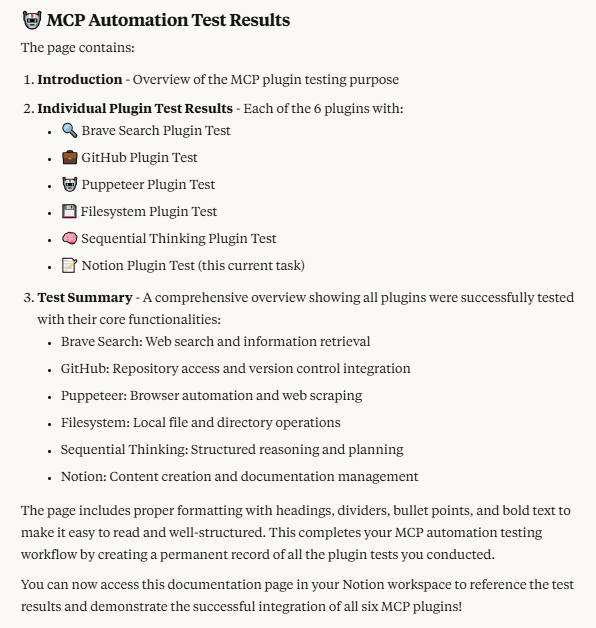 🤖 MCP Automation Test Results
The page contains:
1. Introduction - Overview of the MCP plugin testing purpose
2. Individual Plugin Test Results - Each of the 6 plugins with:
• 🔍 Brave Search Plugin Test
• 💼 GitHub Plugin Test
• 🤖 Puppeteer Plugin Test
• 💾 Filesystem Plugin Test
• 🧠 Sequential Thinking Plugin Test
• 📝 Notion Plugin Test (this current task)
3. Test Summary - A comprehensive overview showing all plugins were successfully tested
with their core functionalities:
• Brave Search: Web search and information retrieval
• GitHub: Repository access and version control integration
• Puppeteer: Browser automation and web scraping
• Filesystem: Local file and directory operations
• Sequential Thinking: Structured reasoning and planning
• Notion: Content creation and documentation management
The page includes proper formatting with headings, dividers, bullet points, and bold text to
make it easy to read and well-structured. This completes your MCP automation testing
workflow by creating a permanent record of all the plugin tests you conducted.
You can now access this documentation page in your Notion workspace to reference the test
results and demonstrate the successful integration of all six MCP plugins!